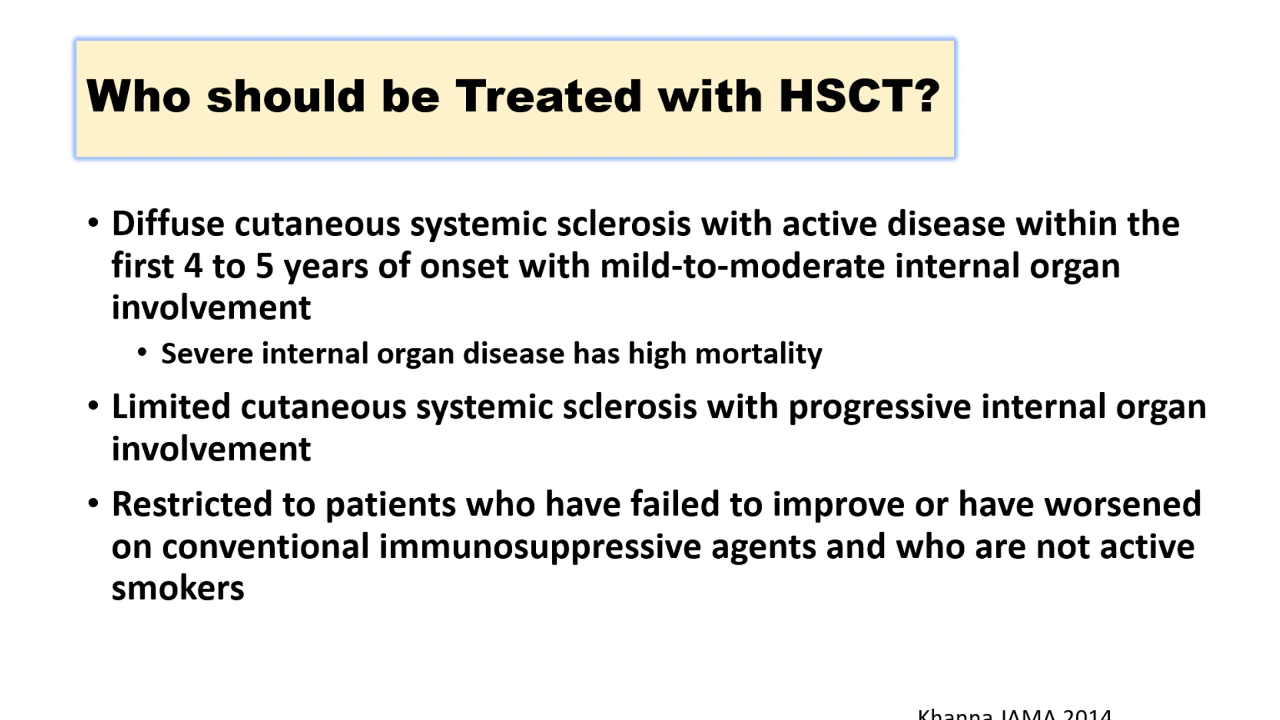 Who should be Treated with HSCT?
• Diffuse cutaneous systemic sclerosis with active disease within the
first 4 to 5 years of onset with mild-to-moderate internal organ
involvement
• Severe internal organ disease has high mortality
• Limited cutaneous systemic sclerosis with progressive internal organ
involvement
• Restricted to patients who have failed to improve or have worsened
on conventional immunosuppressive agents and who are not active
smokers
Khanna JAMA 2014